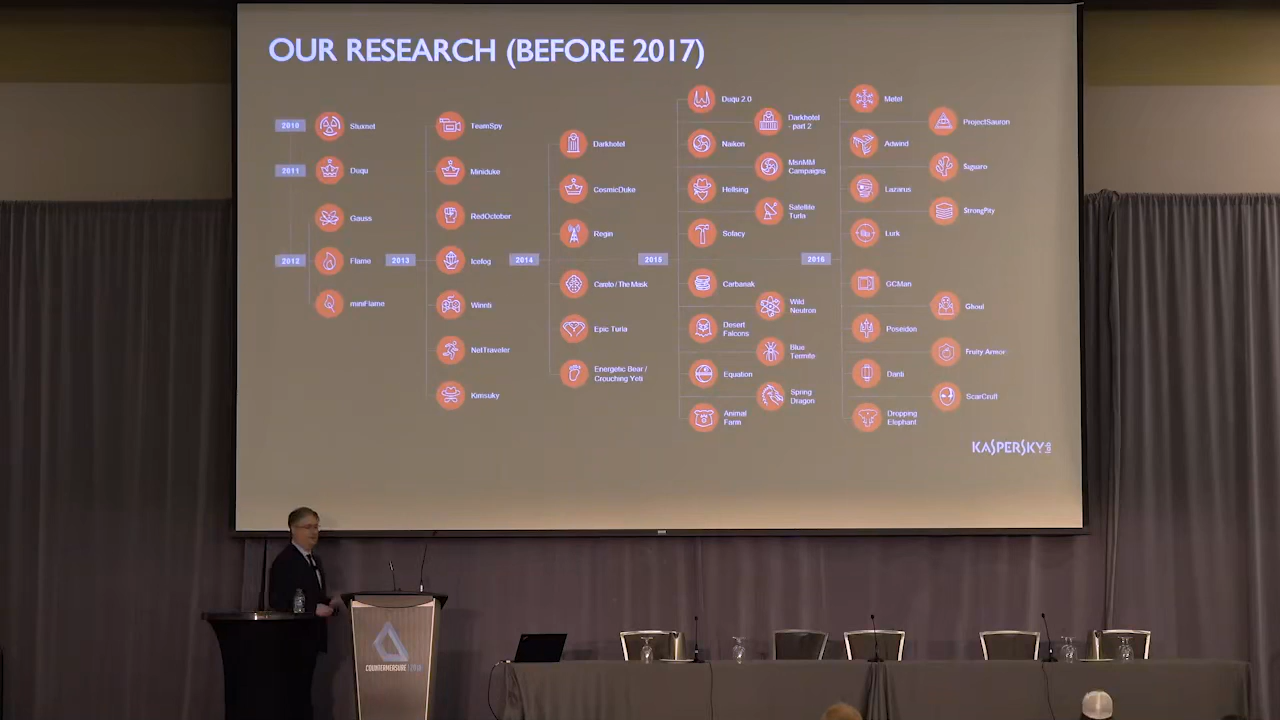 OUR RESEARCH (BEFORE 2017)
2010
Stuxnet
2011
Duqu
Gauss
2012
Flame
miniFlame
2013
TeamSpy
Miniduke
RedOctober
Icefog
Winnti
NetTraveler
Kimsuky
2014
Darkhotel
CosmicDuke
Regin
Careto / The Mask
Epic Turla
Energetic Bear /
Crouching Yeti
2015
Duqu 2.0
Darkhotel
- part 2
Naikon
MsnMM
Campaigns
Hellsing
Satellite
Turla
Sofacy
Carbanak
Wild
Neutron
Desert
Falcons
Blue
Termite
Equation
Spring
Dragon
Animal
Farm
2016
Metel
ProjectSauron
Adwind
Saguaro
Lazarus
StrongPity
Lurk
GCMan
Ghoul
Poseidon
Fruity Armor
Danti
ScarCruft
Dropping
Elephant
KASPERSKY lab
COUNTERMEASURE | 2018